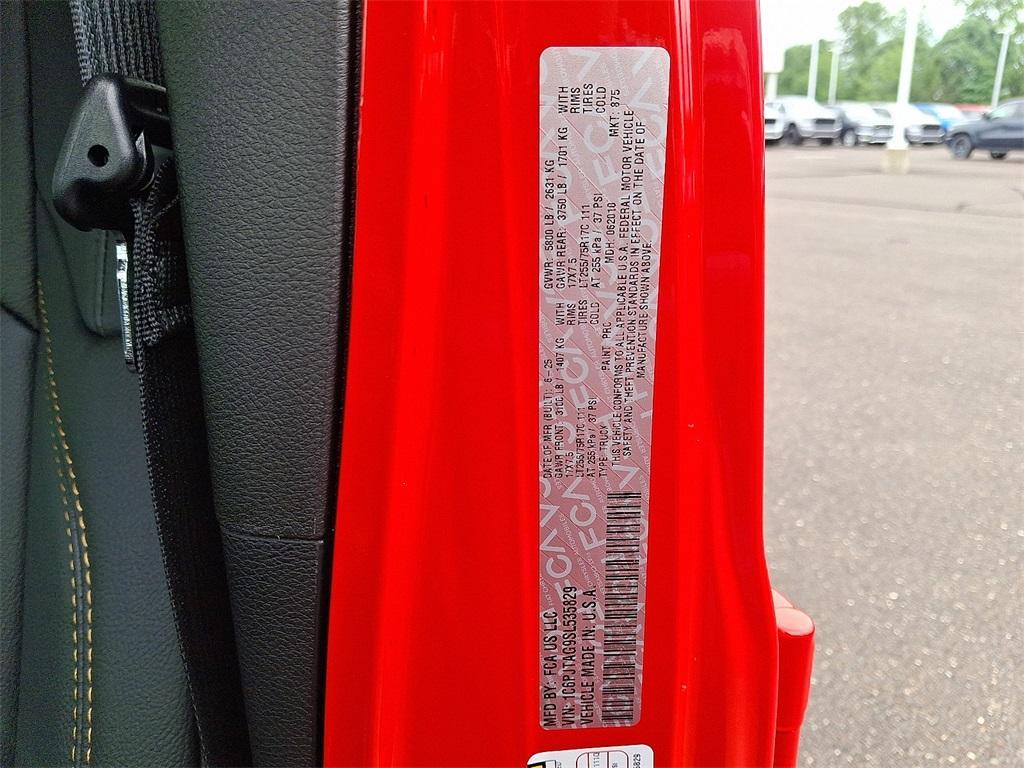 MFD BY: FCA US LLC
DATE OF MFR (BUILT): 6-25
GVWR: 5800 LB / 2631 KG
GAWR FRONT: 3100 LB / 1407 KG WITH
GAWR REAR: 3750 LB / 1701 KG WITH
17X7.5 RIMS
17X7.5 RIMS
LT255/75R17C 111 TIRES
LT255/75R17C 111 TIRES
AT 255 kPa / 37 PSI COLD
AT 255 kPa / 37 PSI COLD
VIN: 1C6PJTAG9SL535829
TYPE: TRUCK PAINT: PRC MDH: 062010 MKT: 875
VEHICLE MADE IN: U.S.A.
THIS VEHICLE CONFORMS TO ALL APPLICABLE U.S.A. FEDERAL MOTOR VEHICLE
SAFETY AND THEFT PREVENTION STANDARDS IN EFFECT ON THE DATE OF
MANUFACTURE SHOWN ABOVE.